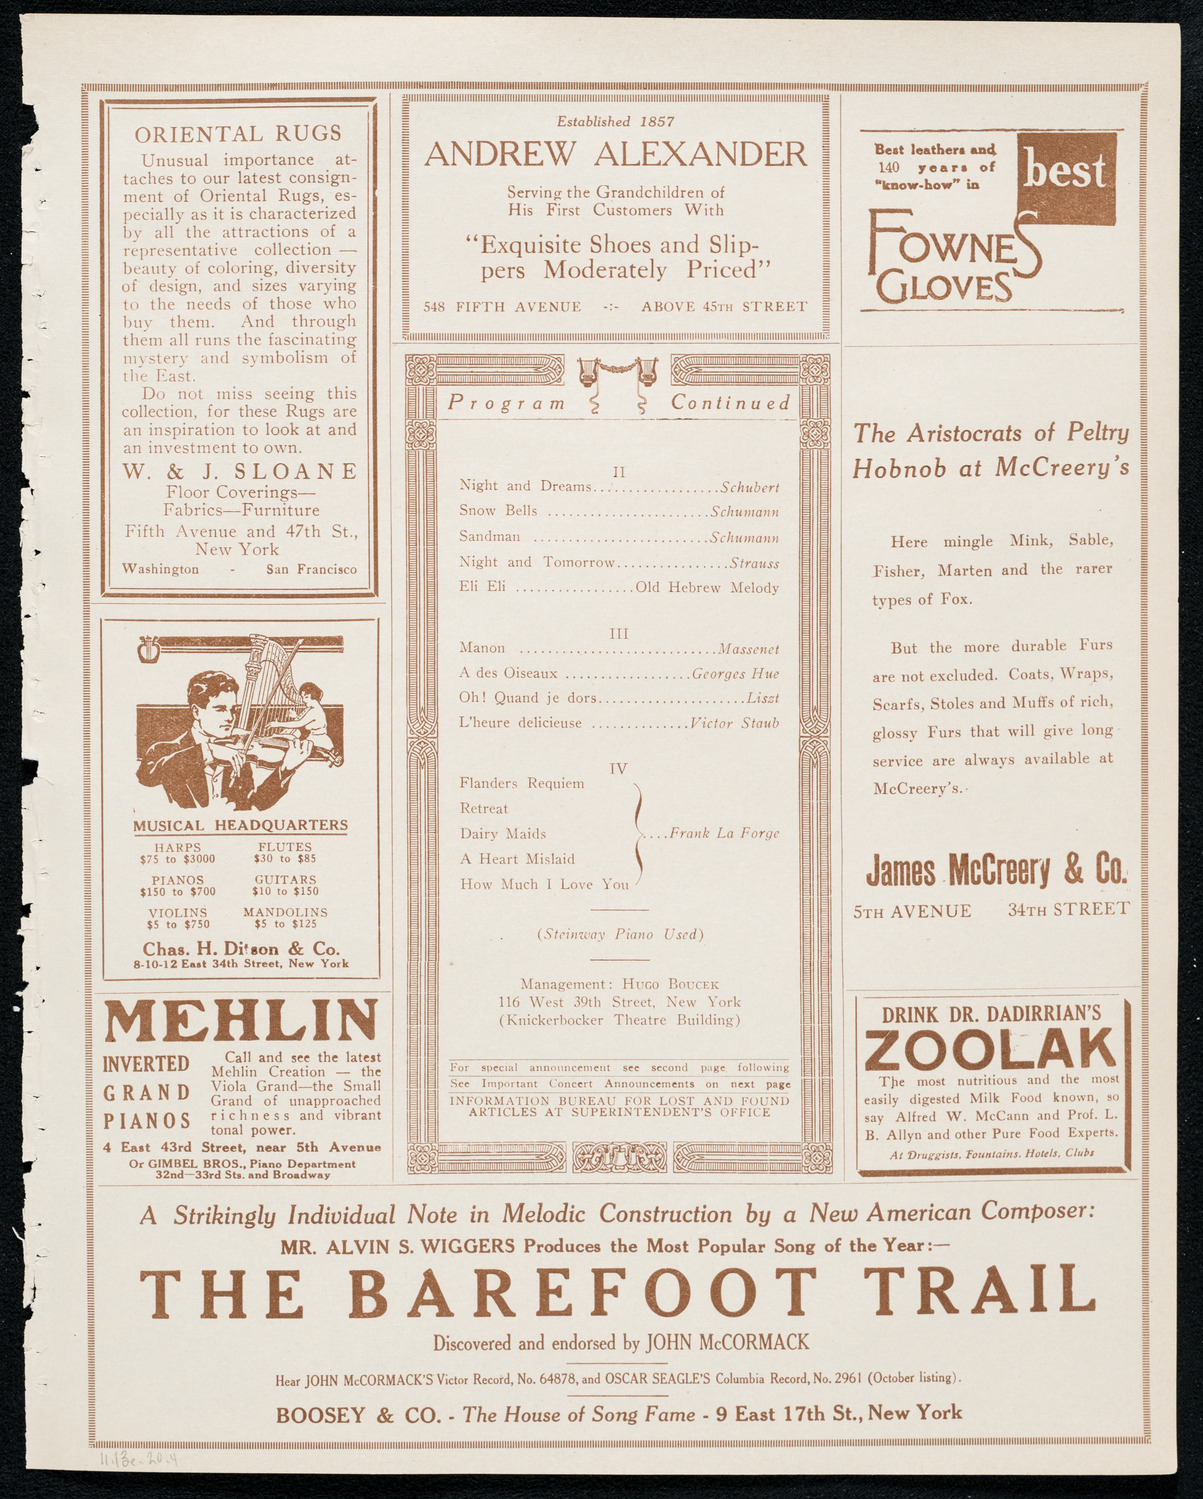 ORIENTAL RUGS
Unusual importance at-
taches to our latest consign-
ment of Oriental Rugs, es-
pecially as it is characterized
by all the attractions of a
representative collection —
beauty of coloring, diversity
of design, and sizes varying
to the needs of those who
buy them. And through
them all runs the fascinating
mystery and symbolism of
the East.
Do not miss seeing this
collection, for these Rugs are
an inspiration to look at and
an investment to own.
W. & J. SLOANE
Floor Coverings—
Fabrics—Furniture
Fifth Avenue and 47th St.,
New York
Washington - San Francisco
MUSICAL HEADQUARTERS
HARPS FLUTES
$75 to $3000 $30 to $85
PIANOS GUITARS
$150 to $700 $10 to $150
VIOLINS MANDOLINS
$5 to $750 $5 to $125
Chas. H. Ditson & Co.
8-10-12 East 34th Street, New York
MEHLIN
INVERTED
GRAND
PIANOS
Call and see the latest
Mehlin Creation — the
Viola Grand—the Small
Grand of unapproached
richness and vibrant
tonal power.
4 East 43rd Street, near 5th Avenue
Or GIMBEL BROS., Piano Department
32nd—33rd Sts. and Broadway
Established 1857
ANDREW ALEXANDER
Serving the Grandchildren of
His First Customers With
"Exquisite Shoes and Slip-
pers Moderately Priced"
548 FIFTH AVENUE -:- ABOVE 45TH STREET
Program Continued
II
Night and Dreams..................Schubert
Snow Bells .......................Schumann
Sandman .........................Schumann
Night and Tomorrow................Strauss
Eli Eli .................Old Hebrew Melody
III
Manon ............................Massenet
A des Oiseaux ..................Georges Hue
Oh! Quand je dors.....................Liszt
L'heure delicieuse ..............Victor Staub
IV
Flanders Requiem
Retreat
Dairy Maids ....Frank La Forge
A Heart Mislaid
How Much I Love You
(Steinway Piano Used)
Management: HUGO BOUCEK
116 West 39th Street, New York
(Knickerbocker Theatre Building)
For special announcement see second page following
See Important Concert Announcements on next page
INFORMATION BUREAU FOR LOST AND FOUND
ARTICLES AT SUPERINTENDENT'S OFFICE
Best leathers and
140 years of
"know-how" in
best
FOWNES
GLOVES
The Aristocrats of Peltry
Hobnob at McCreery's
Here mingle Mink, Sable,
Fisher, Marten and the rarer
types of Fox.
But the more durable Furs
are not excluded. Coats, Wraps,
Scarfs, Stoles and Muffs of rich,
glossy Furs that will give long
service are always available at
McCreery's.
James McCreery & Co.
5TH AVENUE 34TH STREET
DRINK DR. DADIRRIAN'S
ZOOLAK
The most nutritious and the most
easily digested Milk Food known, so
say Alfred W. McCann and Prof. L.
B. Allyn and other Pure Food Experts.
At Druggists, Fountains, Hotels, Clubs
A Strikingly Individual Note in Melodic Construction by a New American Composer:
MR. ALVIN S. WIGGERS Produces the Most Popular Song of the Year:—
THE BAREFOOT TRAIL
Discovered and endorsed by JOHN McCORMACK
Hear JOHN McCORMACK'S Victor Record, No. 64878, and OSCAR SEAGLE'S Columbia Record, No. 2961 (October listing).
BOOSEY & CO. - The House of Song Fame - 9 East 17th St., New York